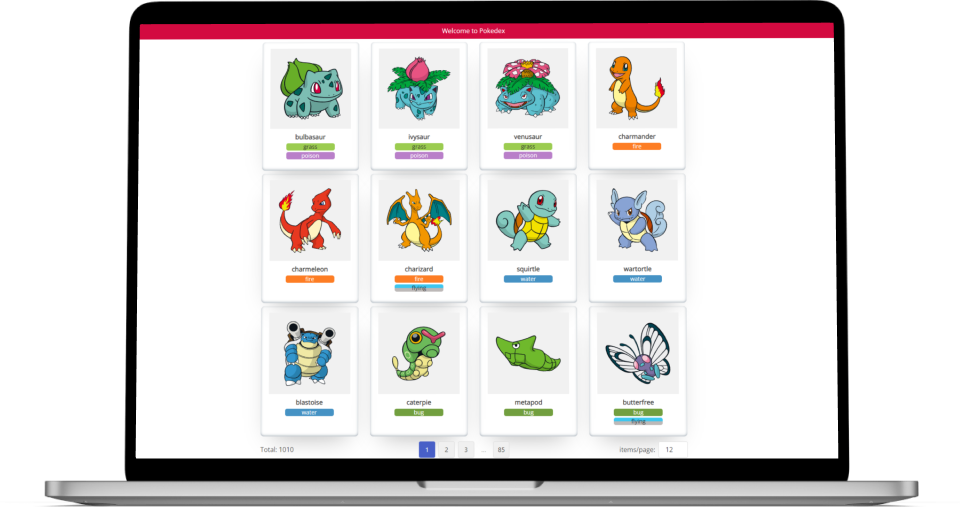 Welcome to Pokedex
bulbasaur
grass
poison
ivysaur
grass
poison
venusaur
grass
poison
charmander
fire
charmeleon
fire
charizard
fire
flying
squirtle
water
wartortle
water
blastoise
water
caterpie
bug
metapod
bug
butterfree
bug
flying
Total: 1010
1 2 3 ... 85
items/page: 12